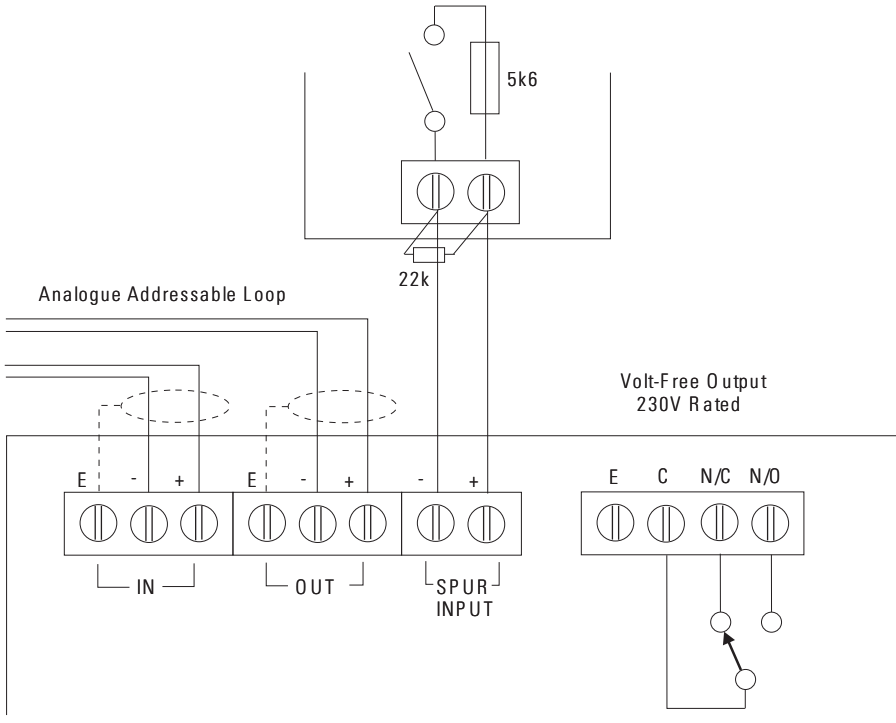 5k6
22k
Analogue Addressable Loop
Volt-Free Output
230V Rated
E - + E - + - +
E C N/C N/O
IN OUT SPUR
INPUT